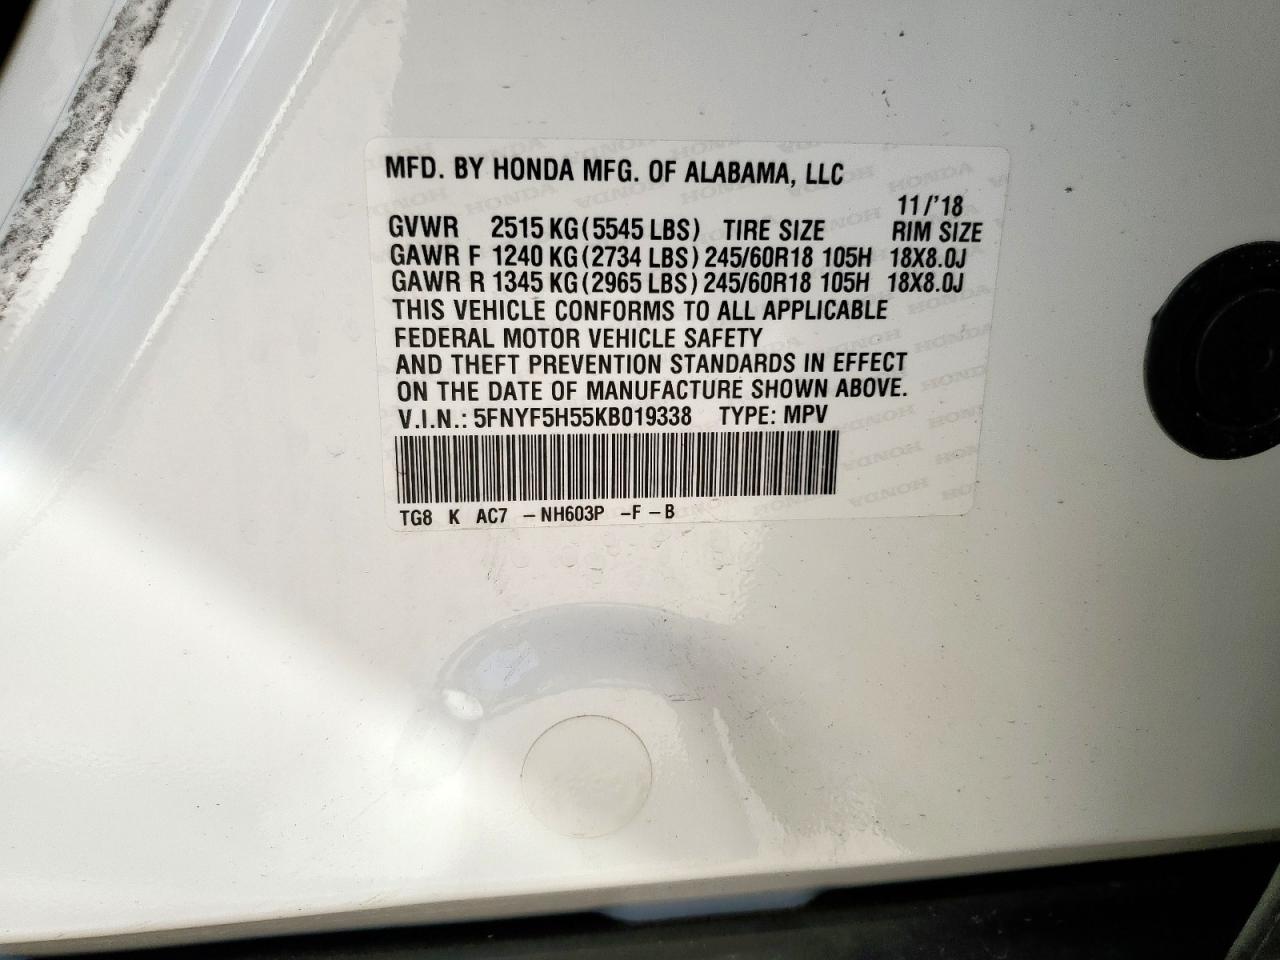 MFD. BY HONDA MFG. OF ALABAMA, LLC
11/'18
GVWR 2515 KG (5545 LBS) TIRE SIZE RIM SIZE
GAWR F 1240 KG (2734 LBS) 245/60R18 105H 18X8.0J
GAWR R 1345 KG (2965 LBS) 245/60R18 105H 18X8.0J
THIS VEHICLE CONFORMS TO ALL APPLICABLE
FEDERAL MOTOR VEHICLE SAFETY
AND THEFT PREVENTION STANDARDS IN EFFECT
ON THE DATE OF MANUFACTURE SHOWN ABOVE.
V.I.N.: 5FNYF5H55KB019338 TYPE: MPV
TG8 K AC7 - NH603P - F - B